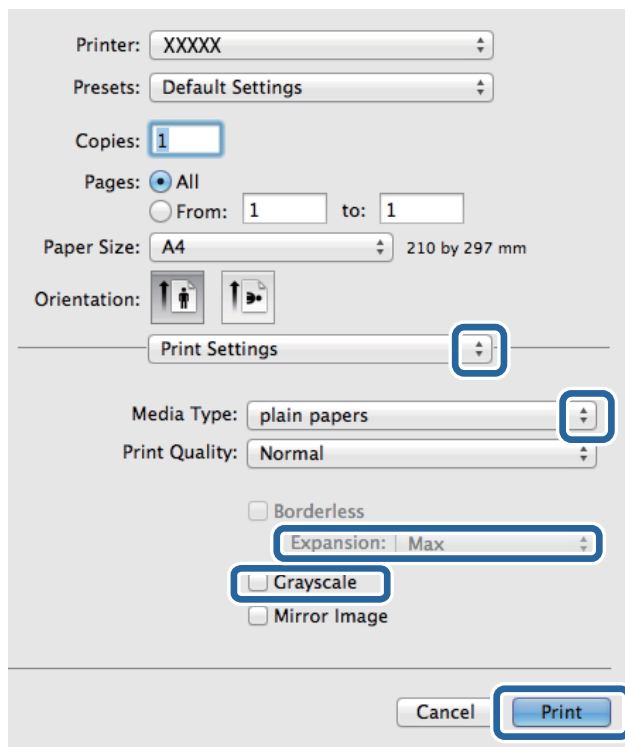 Printer: XXXXX
Presets: Default Settings
Copies: 1
Pages: All
From: 1 to: 1
Paper Size: A4 210 by 297 mm
Orientation:
Print Settings
Media Type: plain papers
Print Quality: Normal
Borderless
Expansion: Max
Grayscale
Mirror Image
Cancel Print